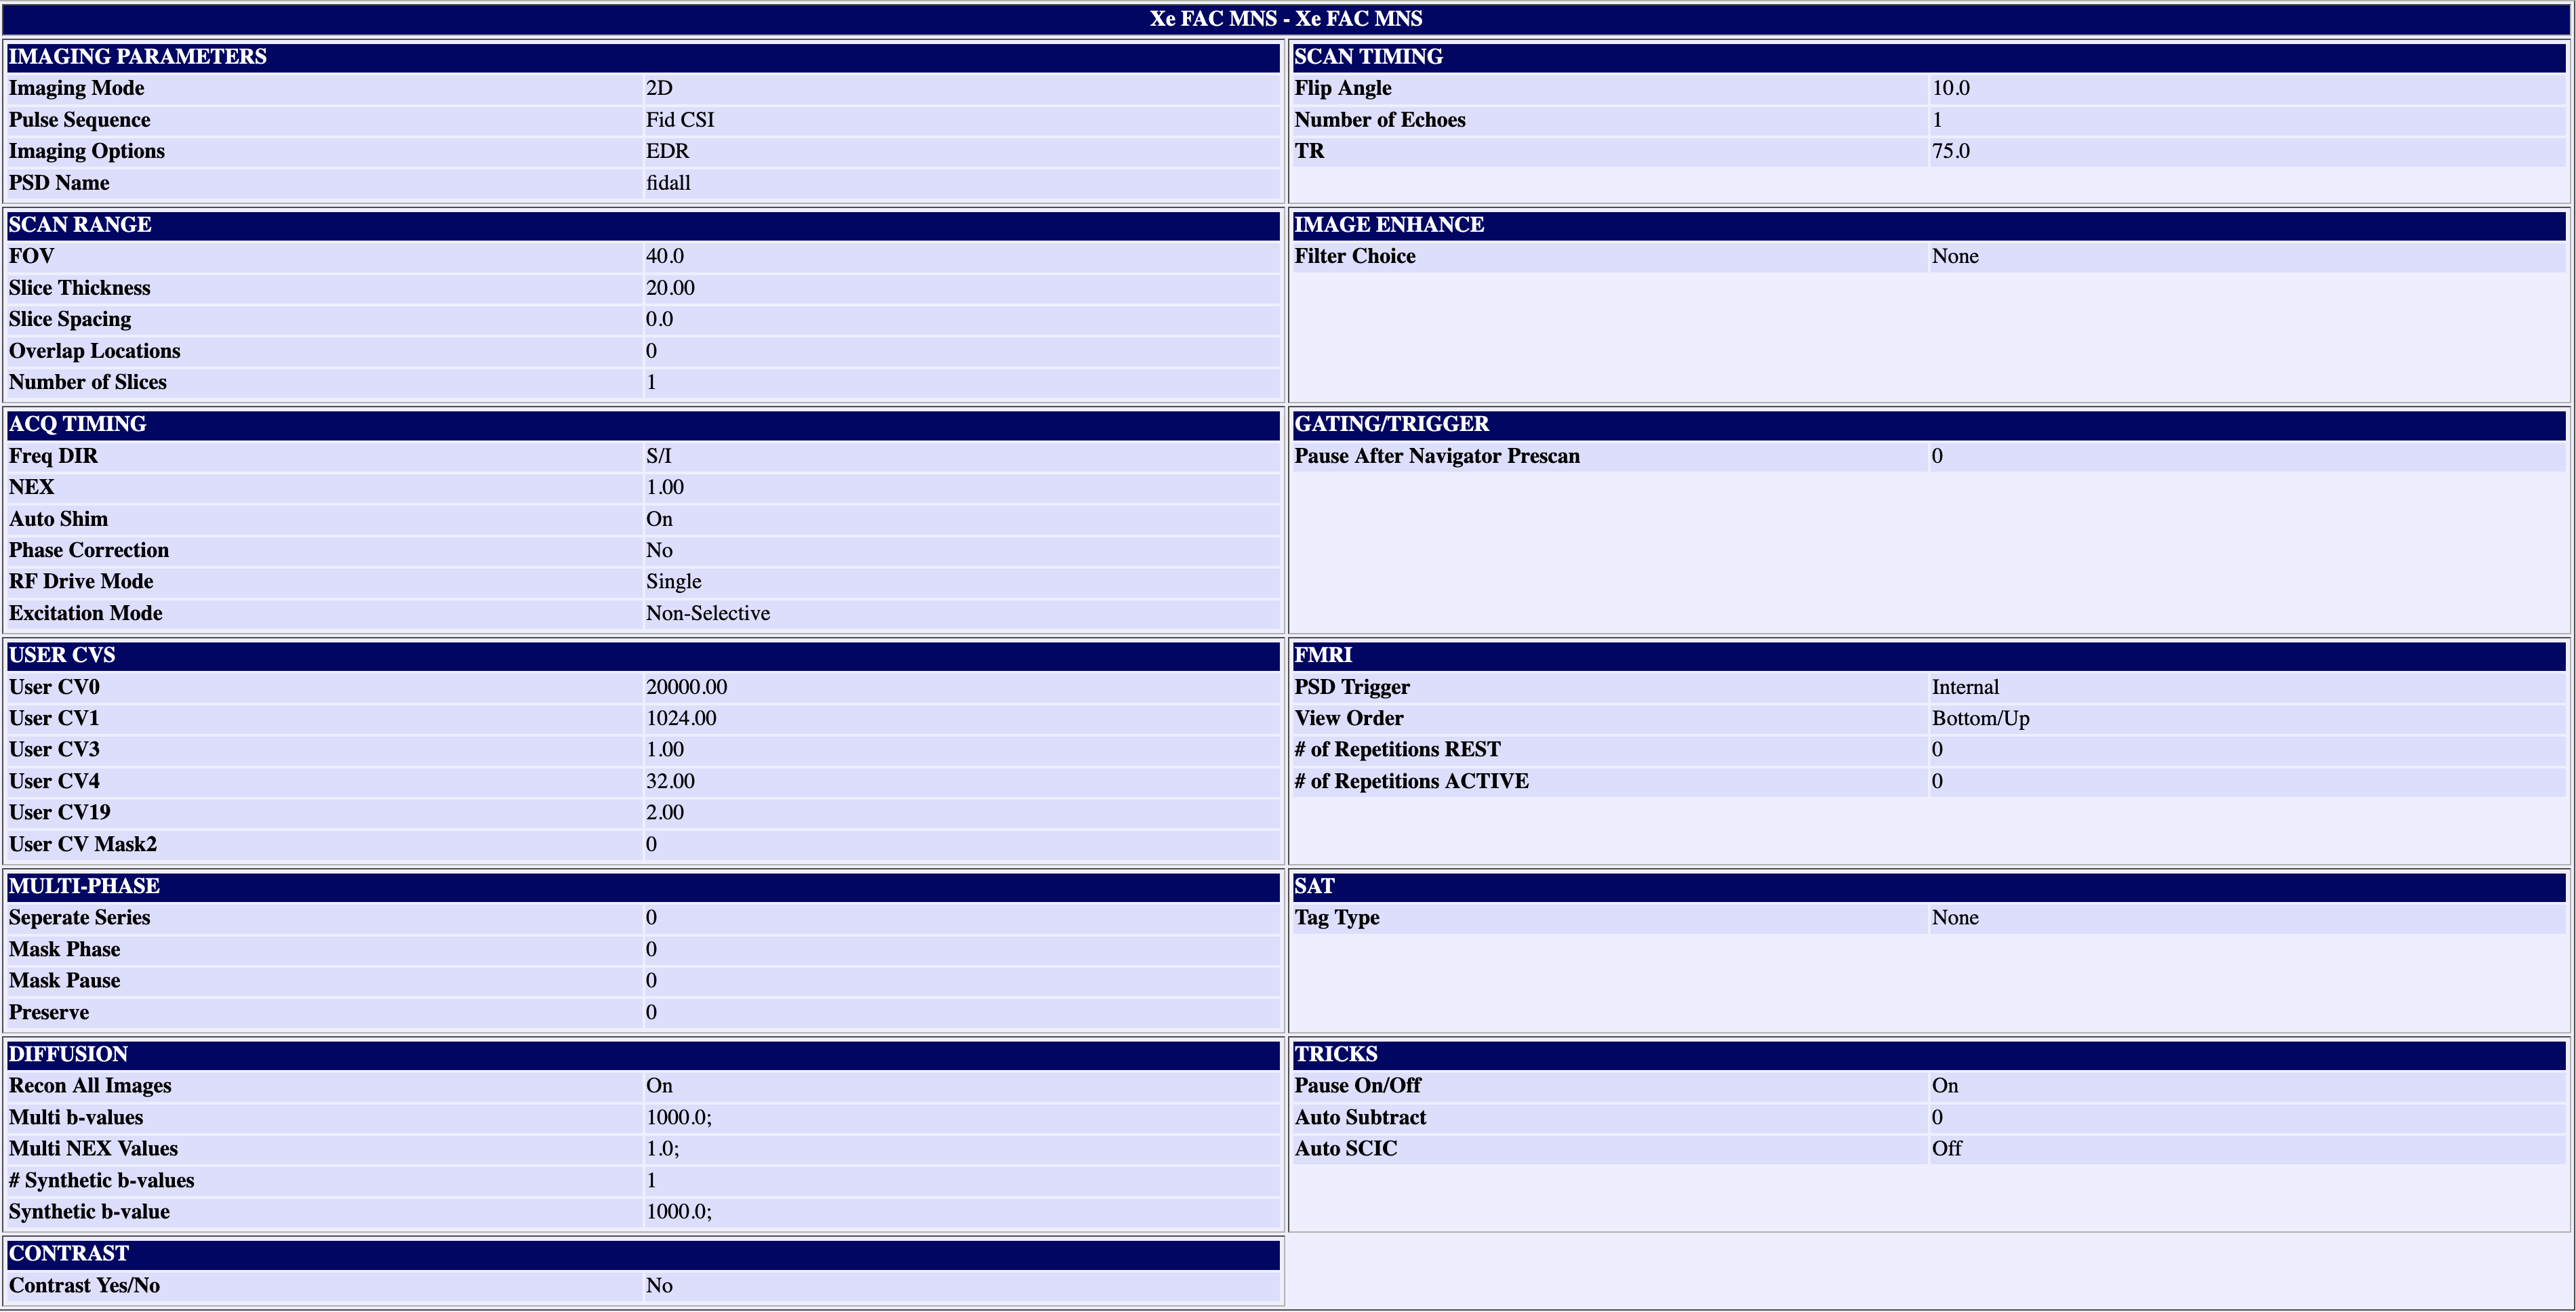 Xe FAC MNS - Xe FAC MNS
IMAGING PARAMETERS
Imaging Mode 2D
Pulse Sequence Fid CSI
Imaging Options EDR
PSD Name fidall
SCAN TIMING
Flip Angle 10.0
Number of Echoes 1
TR 75.0
SCAN RANGE
FOV 40.0
Slice Thickness 20.00
Slice Spacing 0.0
Overlap Locations 0
Number of Slices 1
IMAGE ENHANCE
Filter Choice None
ACQ TIMING
Freq DIR S/I
NEX 1.00
Auto Shim On
Phase Correction No
RF Drive Mode Single
Excitation Mode Non-Selective
GATING/TRIGGER
Pause After Navigator Prescan 0
USER CVS
User CV0 20000.00
User CV1 1024.00
User CV3 1.00
User CV4 32.00
User CV19 2.00
User CV Mask2 0
FMRI
PSD Trigger Internal
View Order Bottom/Up
# of Repetitions REST 0
# of Repetitions ACTIVE 0
MULTI-PHASE
Seperate Series 0
Mask Phase 0
Mask Pause 0
Preserve 0
SAT
Tag Type None
DIFFUSION
Recon All Images On
Multi b-values 1000.0;
Multi NEX Values 1.0;
# Synthetic b-values 1
Synthetic b-value 1000.0;
TRICKS
Pause On/Off On
Auto Subtract 0
Auto SCIC Off
CONTRAST
Contrast Yes/No No